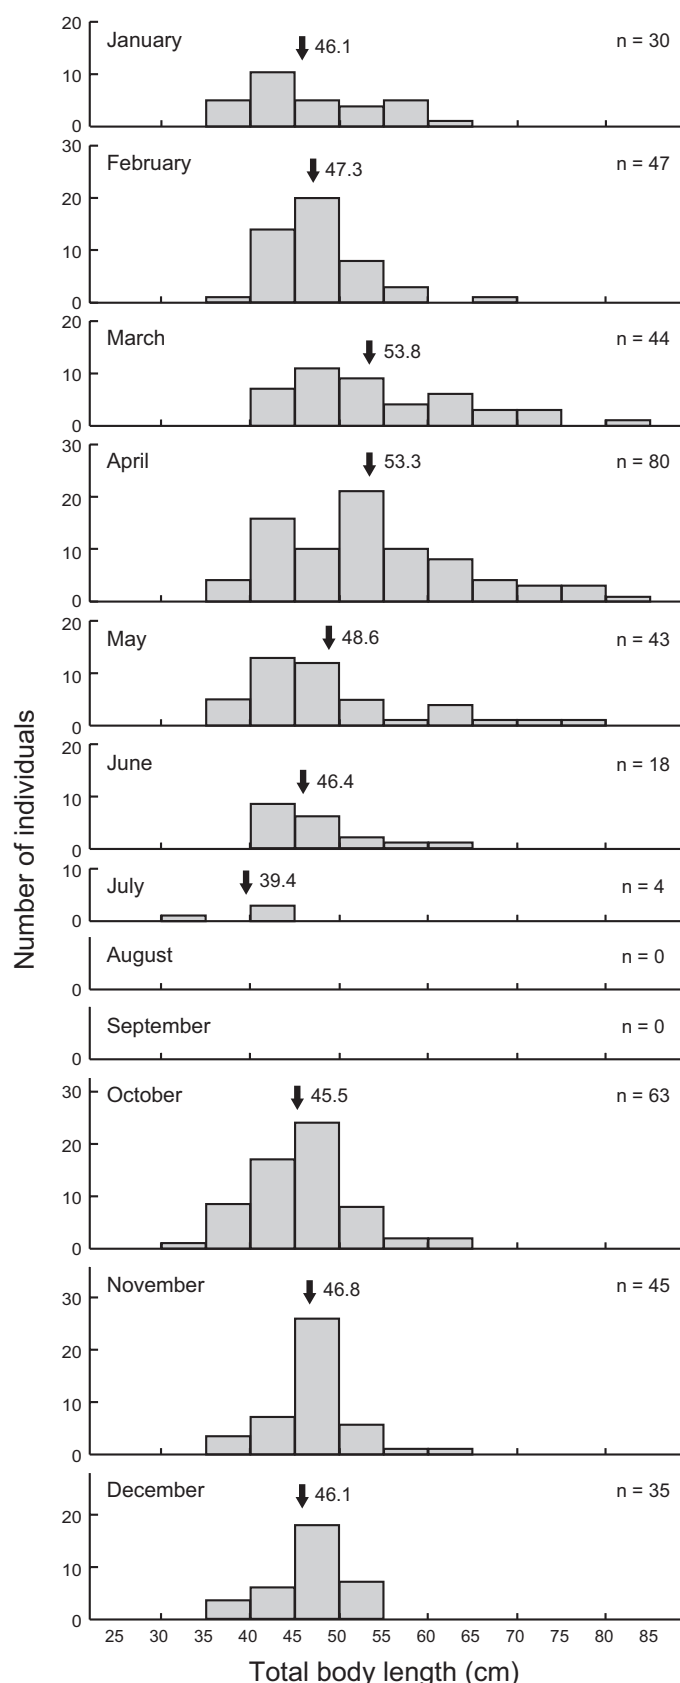 20
January
46.1
n = 30
10
0
30
February
47.3
n = 47
20
10
0
20
March
53.8
n = 44
10
0
30
April
53.3
n = 80
20
10
0
20
May
48.6
n = 43
10
0
20
June
46.4
n = 18
10
0
10
July
39.4
n = 4
0
August
n = 0
0
September
n = 0
0
30
October
45.5
n = 63
20
10
0
November
46.8
n = 45
30
20
10
0
December
46.1
n = 35
20
10
0
25 30 35 40 45 50 55 60 65 70 75 80 85
Total body length (cm)
Number of individuals